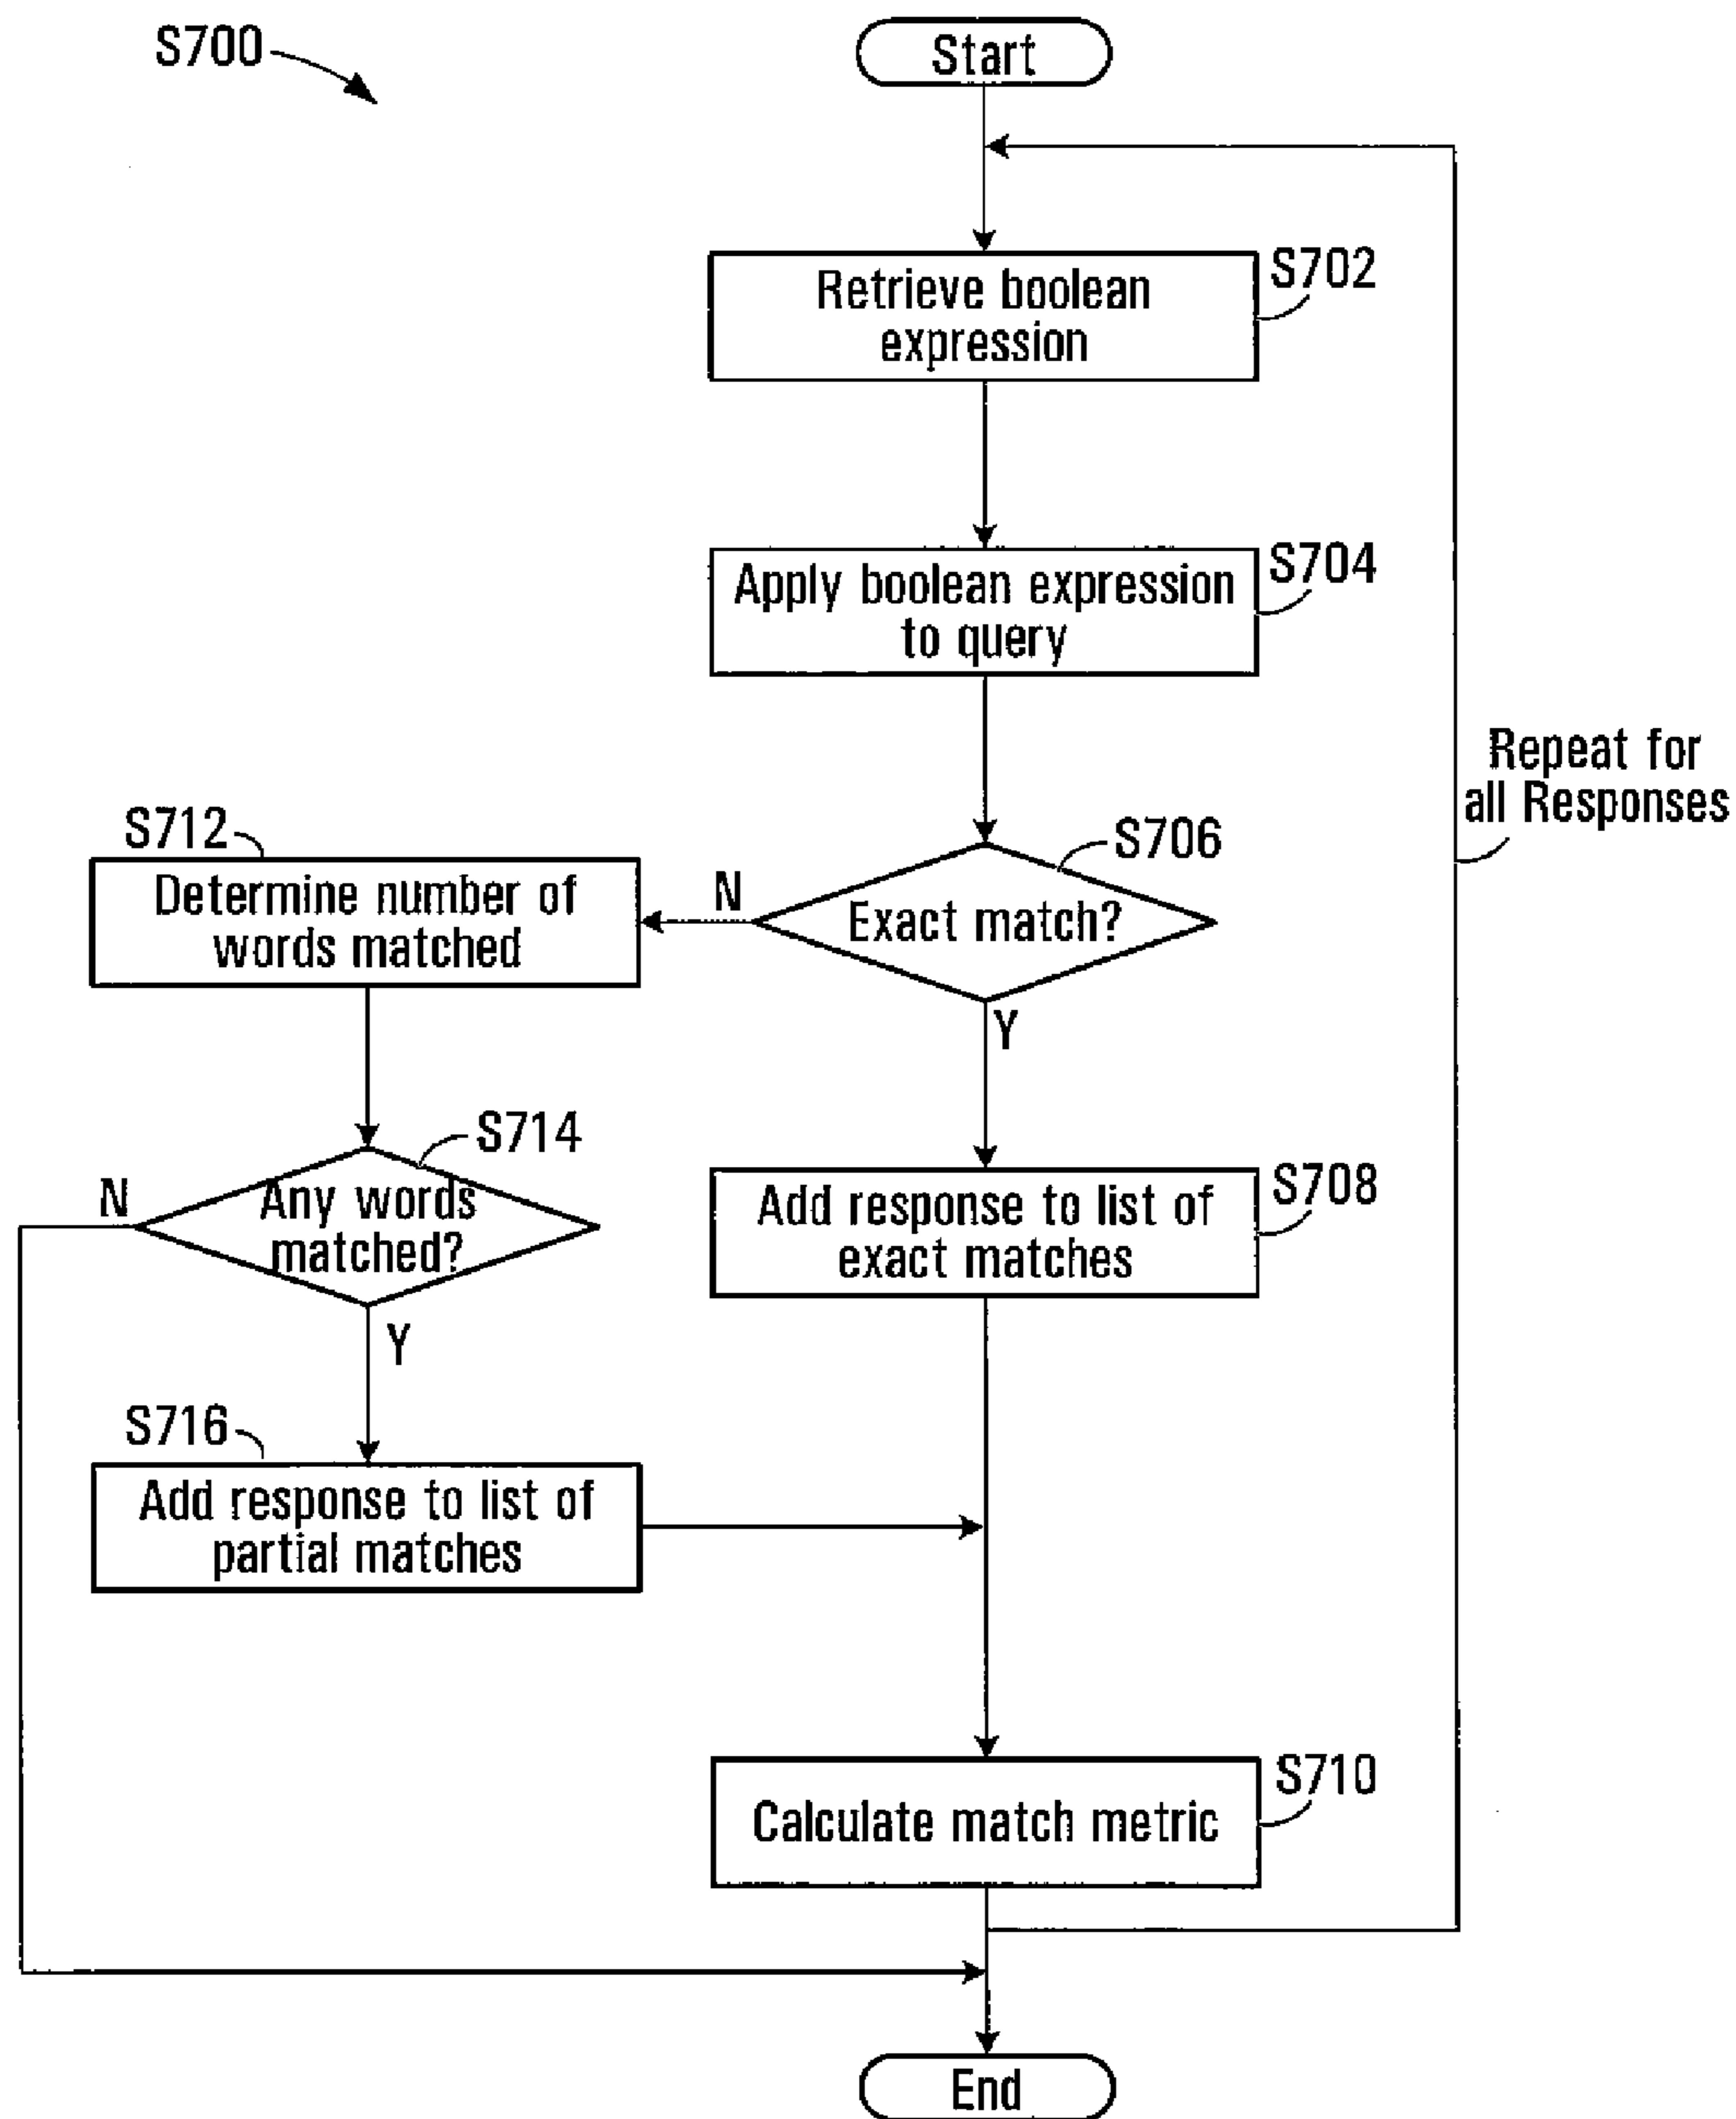 S700
Start
Retrieve boolean
expression
S702
Apply boolean expression
to query
S704
Repeat for
all Responses
S706
Exact match?
N
Y
S712
Determine number of
words matched
S714
Any words
matched?
N
Y
S708
Add response to list of
exact matches
S716
Add response to list of
partial matches
S710
Calculate match metric
End